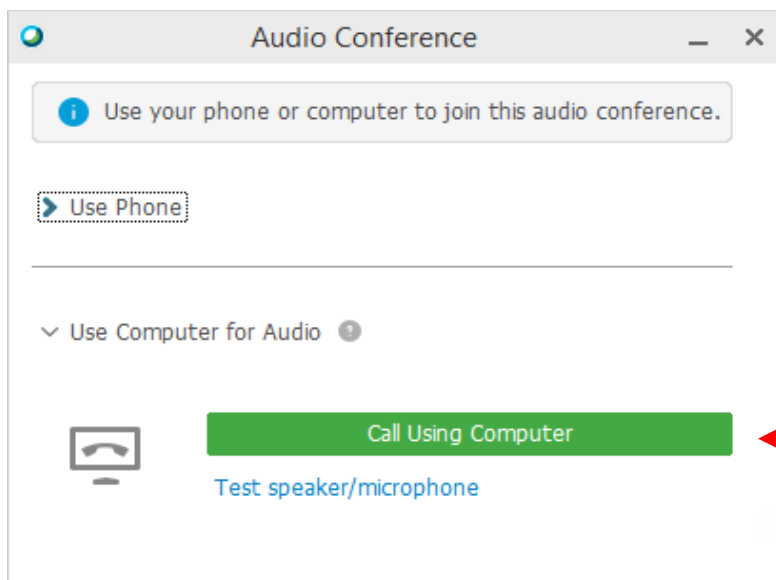 Audio Conference
Use your phone or computer to join this audio conference.
Use Phone
Use Computer for Audio
Call Using Computer
Test speaker/microphone